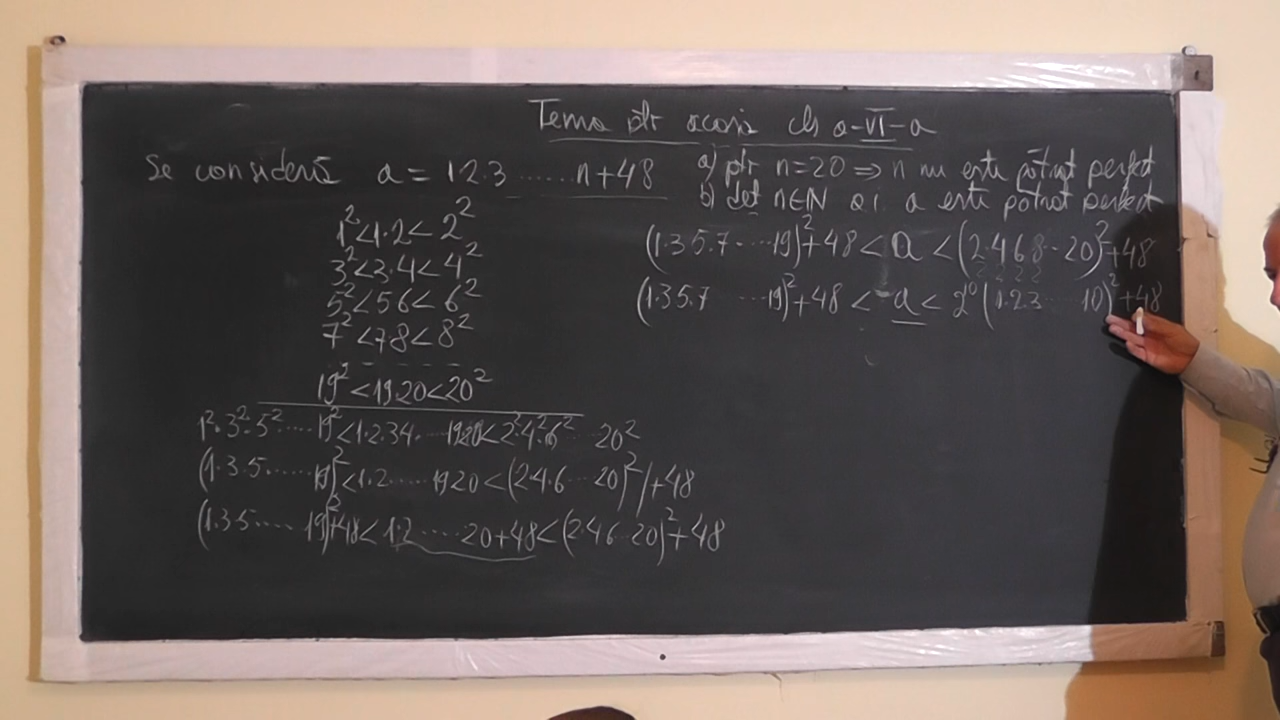 Tema ptr acasă cls a-VI-a
Se consideră a = 1.2.3 ...... n+48
a) ptr n=20 ⇒ n nu este pătrat perfect
b) det n∈N a.i. a este pătrat perfect
1²<1.2<2²
3²<3.4<4²
5²<5.6<6²
7²<7.8<8²
- - - - - -
19²<19.20<20²
1².3².5²......19²<1.2.3.4....19.20<2².4².6²...20²
(1.3.5......19)²<1.2.....19.20<(2.4.6...20)²/+48
(1.3.5.....19)²+48<1.2.....20+48<(2.4.6..20)²+48
(1.3.5.7.....19)²+48<a<(2.4.6.8..20)²+48
(1.3.5.7 ...19)²+48<a<2¹⁰(1.2.3....10)²+48